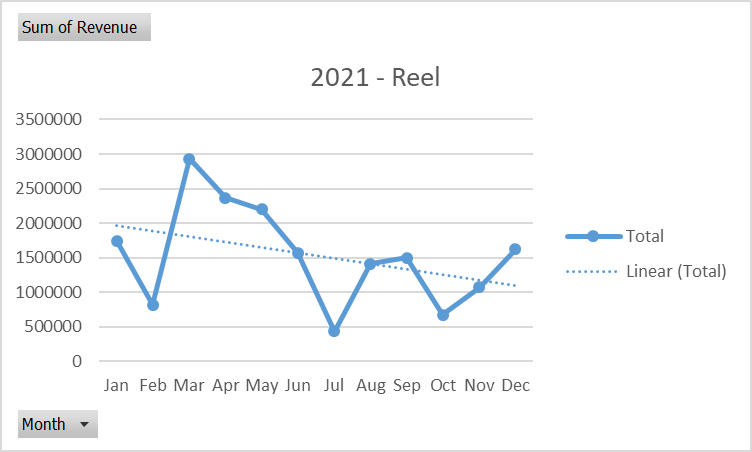 Sum of Revenue
2021 - Reel
3500000
3000000
2500000
2000000
1500000
1000000
500000
0
Jan Feb Mar Apr May Jun Jul Aug Sep Oct Nov Dec
Total
Linear (Total)
Month